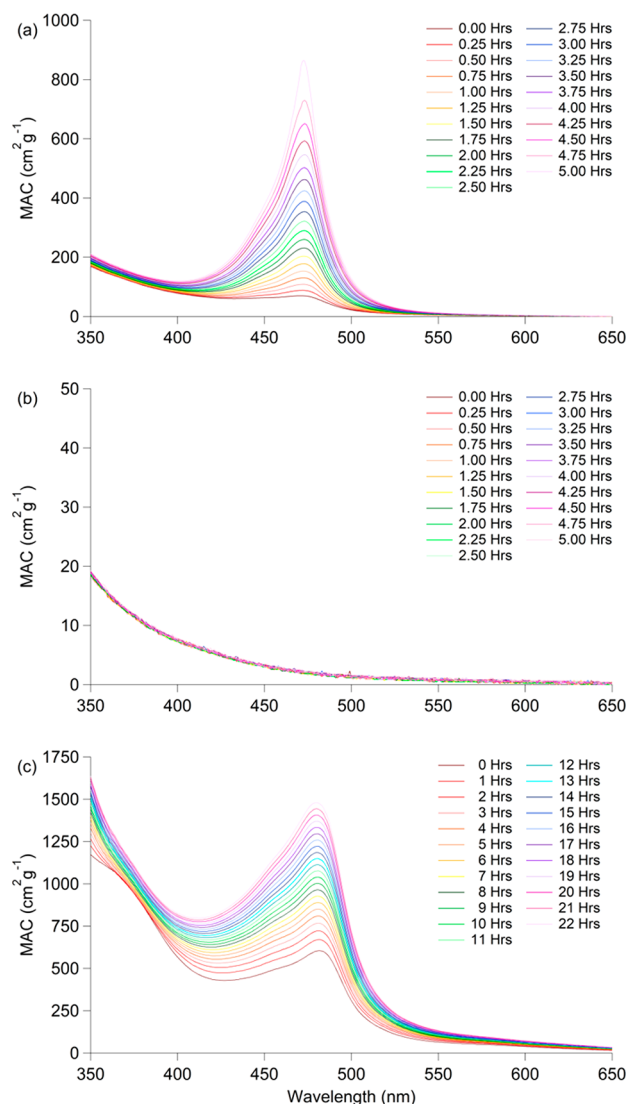 (a)
1000
800
600
400
200
0
MAC (cm²g⁻¹)
0.00 Hrs 2.75 Hrs
0.25 Hrs 3.00 Hrs
0.50 Hrs 3.25 Hrs
0.75 Hrs 3.50 Hrs
1.00 Hrs 3.75 Hrs
1.25 Hrs 4.00 Hrs
1.50 Hrs 4.25 Hrs
1.75 Hrs 4.50 Hrs
2.00 Hrs 4.75 Hrs
2.25 Hrs 5.00 Hrs
2.50 Hrs
350 400 450 500 550 600 650
(b)
50
40
30
20
10
0
MAC (cm²g⁻¹)
0.00 Hrs 2.75 Hrs
0.25 Hrs 3.00 Hrs
0.50 Hrs 3.25 Hrs
0.75 Hrs 3.50 Hrs
1.00 Hrs 3.75 Hrs
1.25 Hrs 4.00 Hrs
1.50 Hrs 4.25 Hrs
1.75 Hrs 4.50 Hrs
2.00 Hrs 4.75 Hrs
2.25 Hrs 5.00 Hrs
2.50 Hrs
350 400 450 500 550 600 650
(c)
1750
1500
1250
1000
750
500
250
0
MAC (cm²g⁻¹)
0 Hrs 12 Hrs
1 Hrs 13 Hrs
2 Hrs 14 Hrs
3 Hrs 15 Hrs
4 Hrs 16 Hrs
5 Hrs 17 Hrs
6 Hrs 18 Hrs
7 Hrs 19 Hrs
8 Hrs 20 Hrs
9 Hrs 21 Hrs
10 Hrs 22 Hrs
11 Hrs
350 400 450 500 550 600 650
Wavelength (nm)